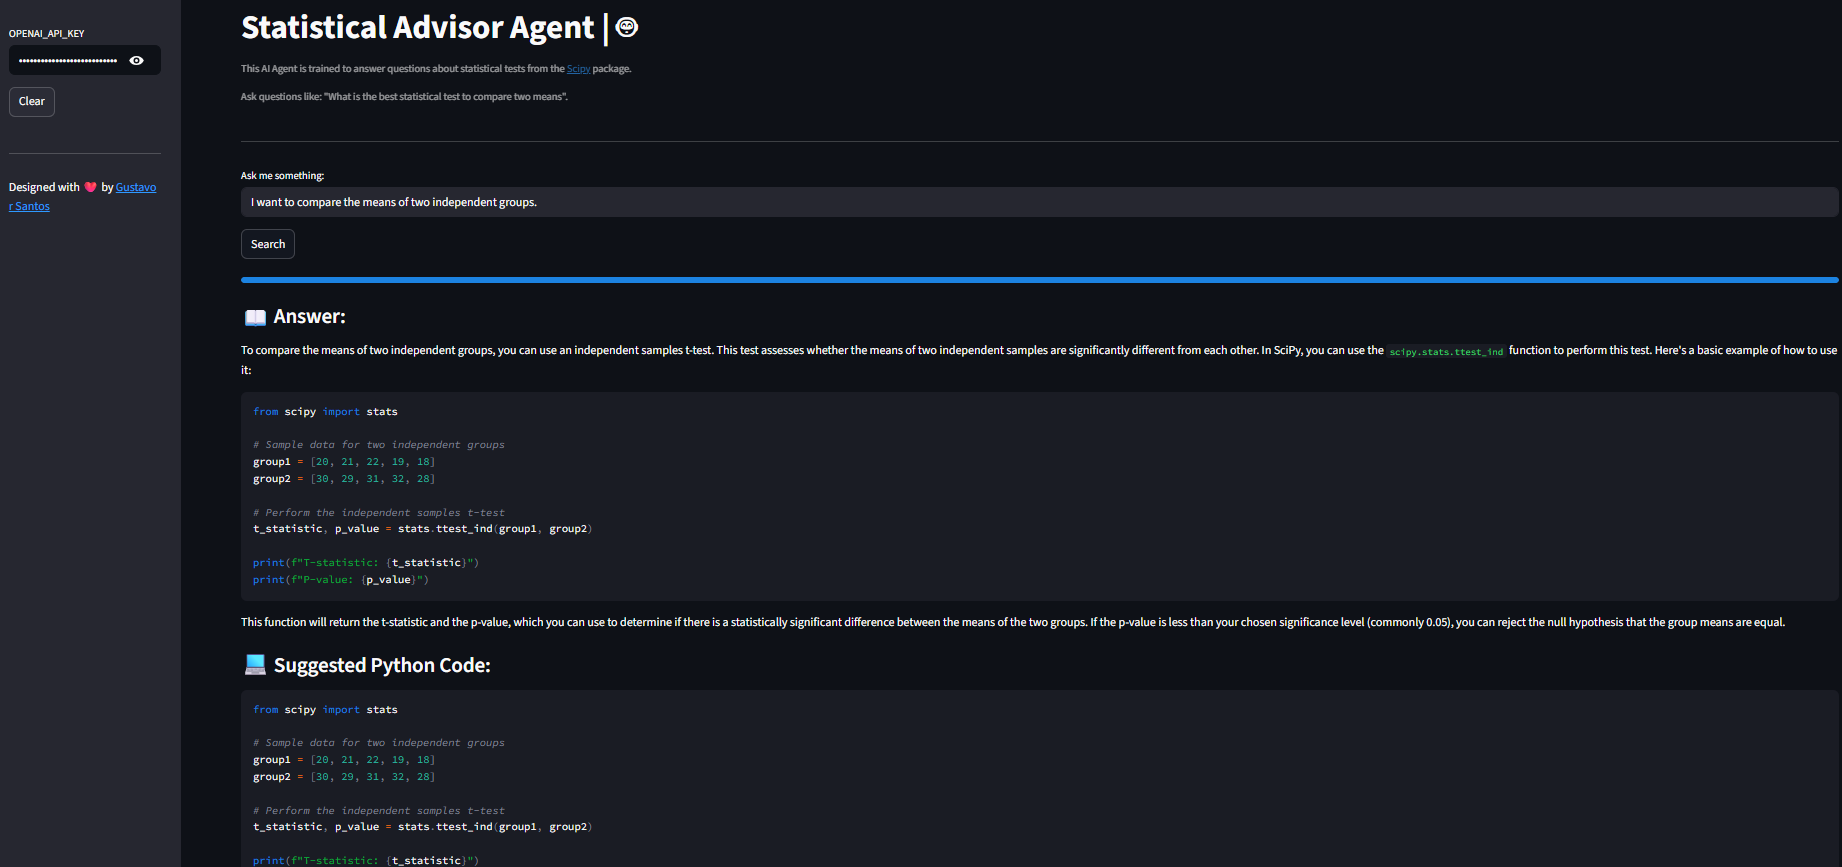 OPENAI_API_KEY
••••••••••••••••••••••••••••
Clear
Designed with ❤️ by Gustavo
r Santos
Statistical Advisor Agent |
This AI Agent is trained to answer questions about statistical tests from the Scipy package.
Ask questions like: "What is the best statistical test to compare two means".
Ask me something:
I want to compare the means of two independent groups.
Search
📖 Answer:
To compare the means of two independent groups, you can use an independent samples t-test. This test assesses whether the means of two independent samples are significantly different from each other. In SciPy, you can use the scipy.stats.ttest_ind function to perform this test. Here's a basic example of how to use
it:
from scipy import stats
# Sample data for two independent groups
group1 = [20, 21, 22, 19, 18]
group2 = [30, 29, 31, 32, 28]
# Perform the independent samples t-test
t_statistic, p_value = stats.ttest_ind(group1, group2)
print(f"T-statistic: {t_statistic}")
print(f"P-value: {p_value}")
This function will return the t-statistic and the p-value, which you can use to determine if there is a statistically significant difference between the means of the two groups. If the p-value is less than your chosen significance level (commonly 0.05), you can reject the null hypothesis that the group means are equal.
💻 Suggested Python Code:
from scipy import stats
# Sample data for two independent groups
group1 = [20, 21, 22, 19, 18]
group2 = [30, 29, 31, 32, 28]
# Perform the independent samples t-test
t_statistic, p_value = stats.ttest_ind(group1, group2)
print(f"T-statistic: {t_statistic}")